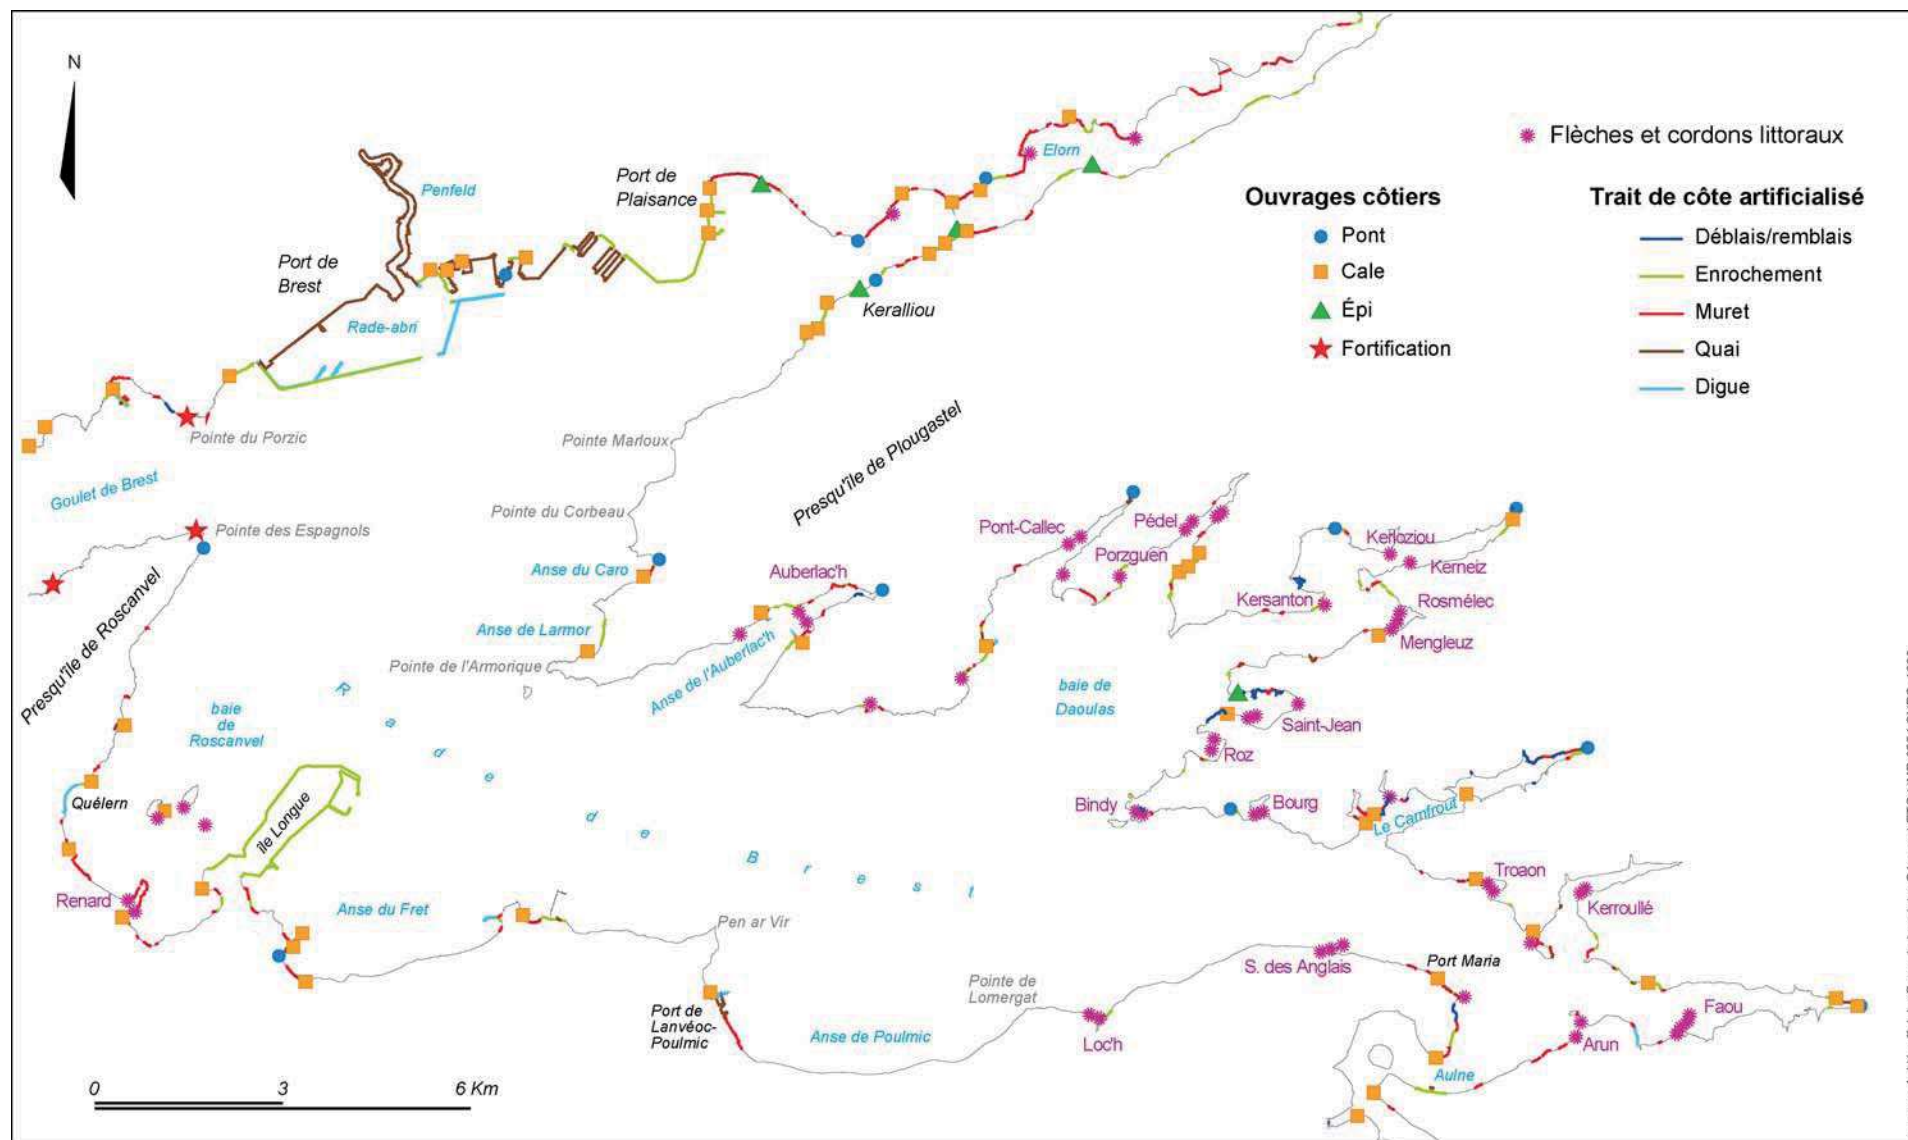 N
Penfeld
Port de
Plaisance
Elorn
Port de
Brest
Rade-abri
Keralliou
Flèches et cordons littoraux
Ouvrages côtiers
Pont
Cale
Épi
Fortification
Trait de côte artificialisé
Déblais/remblais
Enrochement
Muret
Quai
Digue
Pointe du Porzic
Goulet de Brest
Pointe des Espagnols
Pointe Marloux
Pointe du Corbeau
Presqu'île de Plougastel
Presqu'île de Roscanvel
Anse du Caro
Anse de Larmor
Pointe de l'Armorique
Auberlac'h
Anse de l'Auberlac'h
Pont-Callec
Pédel
Porzguen
Keroziou
Kerneiz
Kersanton
Rosmélec
Mengleuz
baie de
Daoulas
Saint-Jean
Roz
Bindy
Bourg
Le Camfrout
baie
de
Roscanvel
Rade de Brest
Quélern
île Longue
Renard
Anse du Fret
Pen ar Vir
Troaon
Kerroullé
S. des Anglais
Port Maria
Pointe de
Lomergat
Port de
Lanvéoc-
Poulmic
Anse de Poulmic
Loc'h
Faou
Arun
Aulne
0 3 6 Km